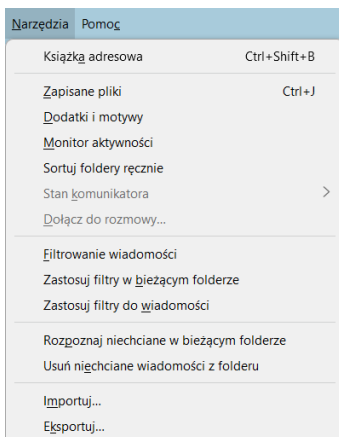 Narzędzia Pomoc
Książka adresowa Ctrl+Shift+B
Zapisane pliki Ctrl+J
Dodatki i motywy
Monitor aktywności
Sortuj foldery ręcznie
Stan komunikatora
Dołącz do rozmowy...
Filtrowanie wiadomości
Zastosuj filtry w bieżącym folderze
Zastosuj filtry do wiadomości
Rozpoznaj niechciane w bieżącym folderze
Usuń niechciane wiadomości z folderu
Importuj...
Eksportuj...